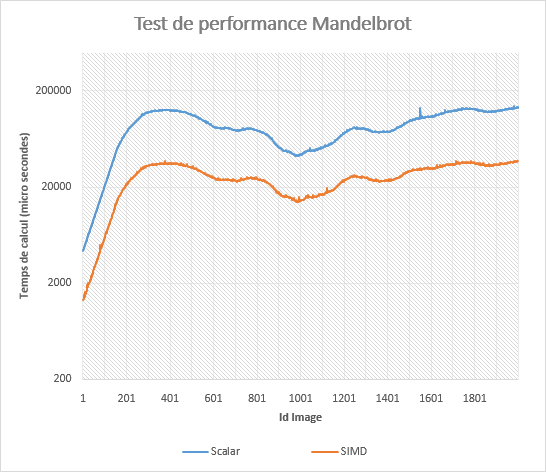 Test de performance Mandelbrot
Temps de calcul (micro secondes)
200000
20000
2000
200
1 201 401 601 801 1001 1201 1401 1601 1801
Id Image
Scalar SIMD